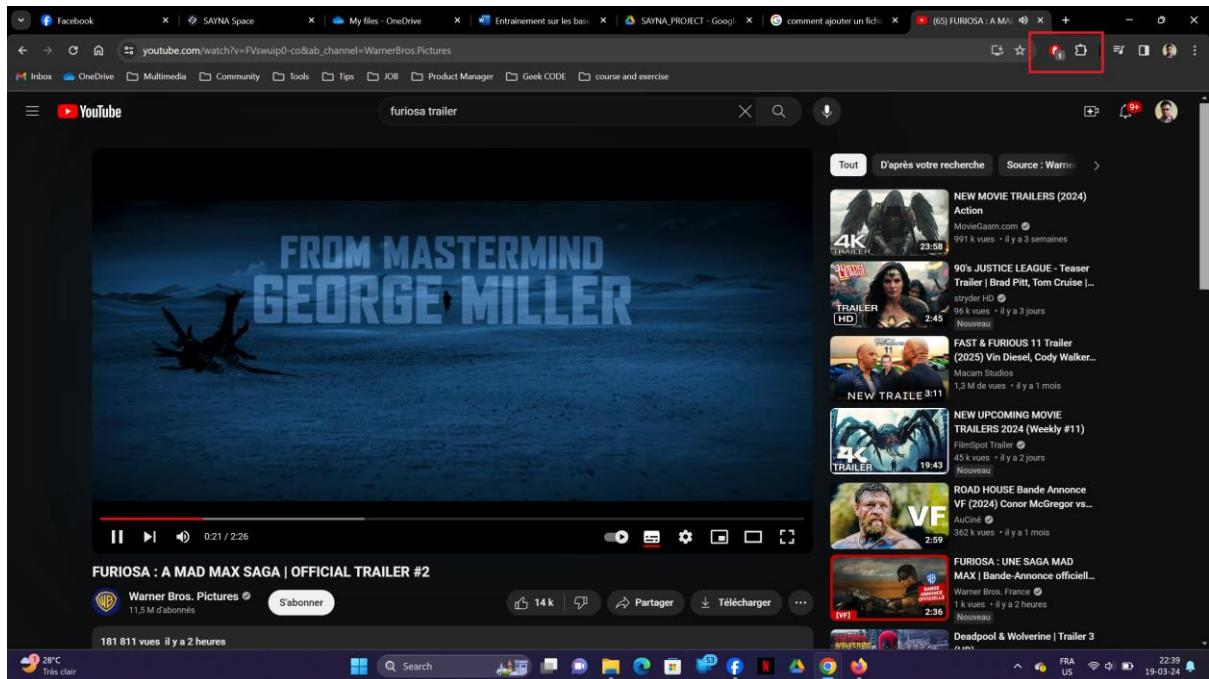 Facebook
SAYNA Space
My files - OneDrive
Entrainement sur les base
SAYNA_PROJECT - Googl
comment ajouter un fichi
(65) FURIOSA : A MA
youtube.com/watch?v=FVswuip0-co&ab_channel=WarnerBros.Pictures
1
Inbox
OneDrive
Multimedia
Community
Tools
Tips
JOB
Product Manager
Geek CODE
course and exercise
YouTube
furiosa trailer
9+
FROM MASTERMIND
GEORGE MILLER
0:21 / 2:26
FURIOSA : A MAD MAX SAGA | OFFICIAL TRAILER #2
Warner Bros. Pictures
11,5 M d'abonnés
S'abonner
14 k
Partager
Télécharger
181 811 vues il y a 2 heures
Tout
D'après votre recherche
Source : Warne
4K
TRAILER
23:58
NEW MOVIE TRAILERS (2024)
Action
MovieGasm.com
991 k vues • il y a 3 semaines
JUSTICE
LEAGUE
TRAILER
HD
2:45
90's JUSTICE LEAGUE - Teaser
Trailer | Brad Pitt, Tom Cruise |...
stryder HD
96 k vues • il y a 3 jours
Nouveau
11
NEW TRAILE
3:11
FAST & FURIOUS 11 Trailer
(2025) Vin Diesel, Cody Walker...
Macam Studios
1,3 M de vues • il y a 1 mois
4K
TRAILER
19:43
NEW UPCOMING MOVIE
TRAILERS 2024 (Weekly #11)
FilmSpot Trailer
45 k vues • il y a 2 jours
Nouveau
VF
2:59
ROAD HOUSE Bande Annonce
VF (2024) Conor McGregor vs...
AuCiné
362 k vues • il y a 1 mois
BANDE
ANNONCE
OFFICIELLE
[VF]
2:36
FURIOSA : UNE SAGA MAD
MAX | Bande-Annonce officiell...
Warner Bros. France
1 k vues • il y a 2 heures
Nouveau
Deadpool & Wolverine | Trailer 3
28°C
Très clair
Search
FRA
US
22:39
19-03-24